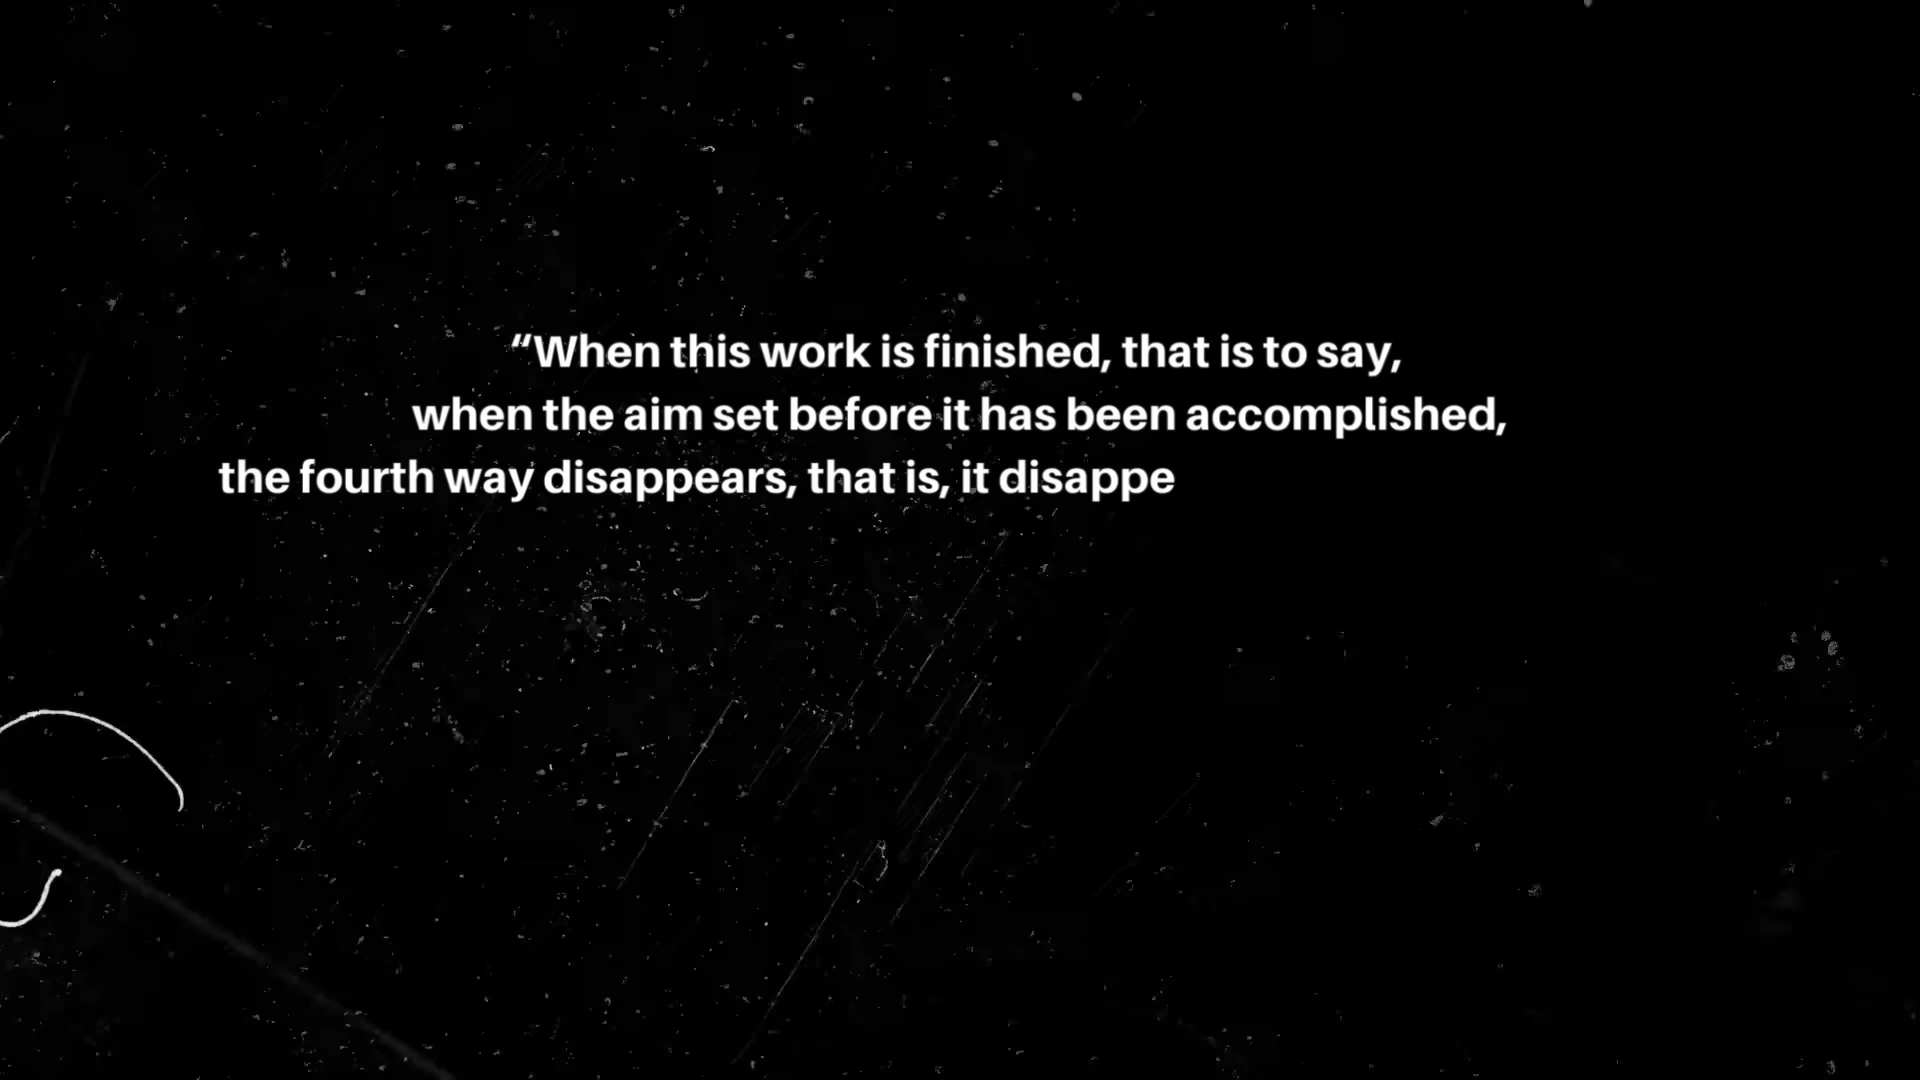 “When this work is finished, that is to say,
when the aim set before it has been accomplished,
the fourth way disappears, that is, it disappe